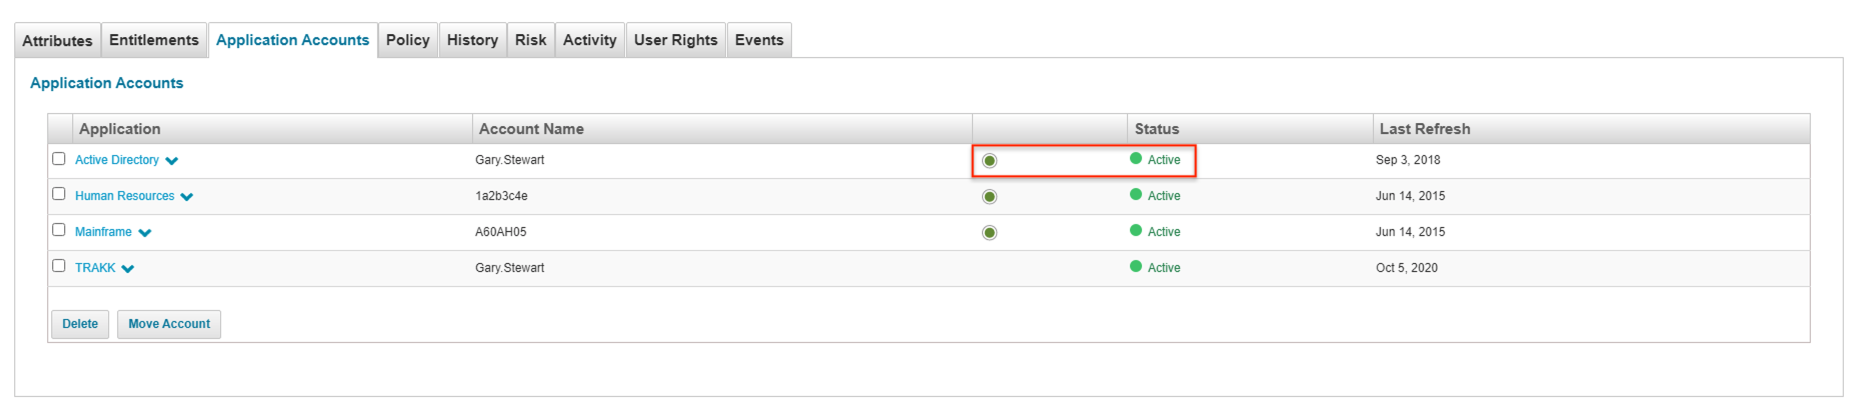 Attributes Entitlements Application Accounts Policy History Risk Activity User Rights Events
Application Accounts
Application Account Name Status Last Refresh
Active Directory Gary.Stewart Active Sep 3, 2018
Human Resources 1a2b3c4e Active Jun 14, 2015
Mainframe A60AH05 Active Jun 14, 2015
TRAKK Gary.Stewart Active Oct 5, 2020
Delete Move Account